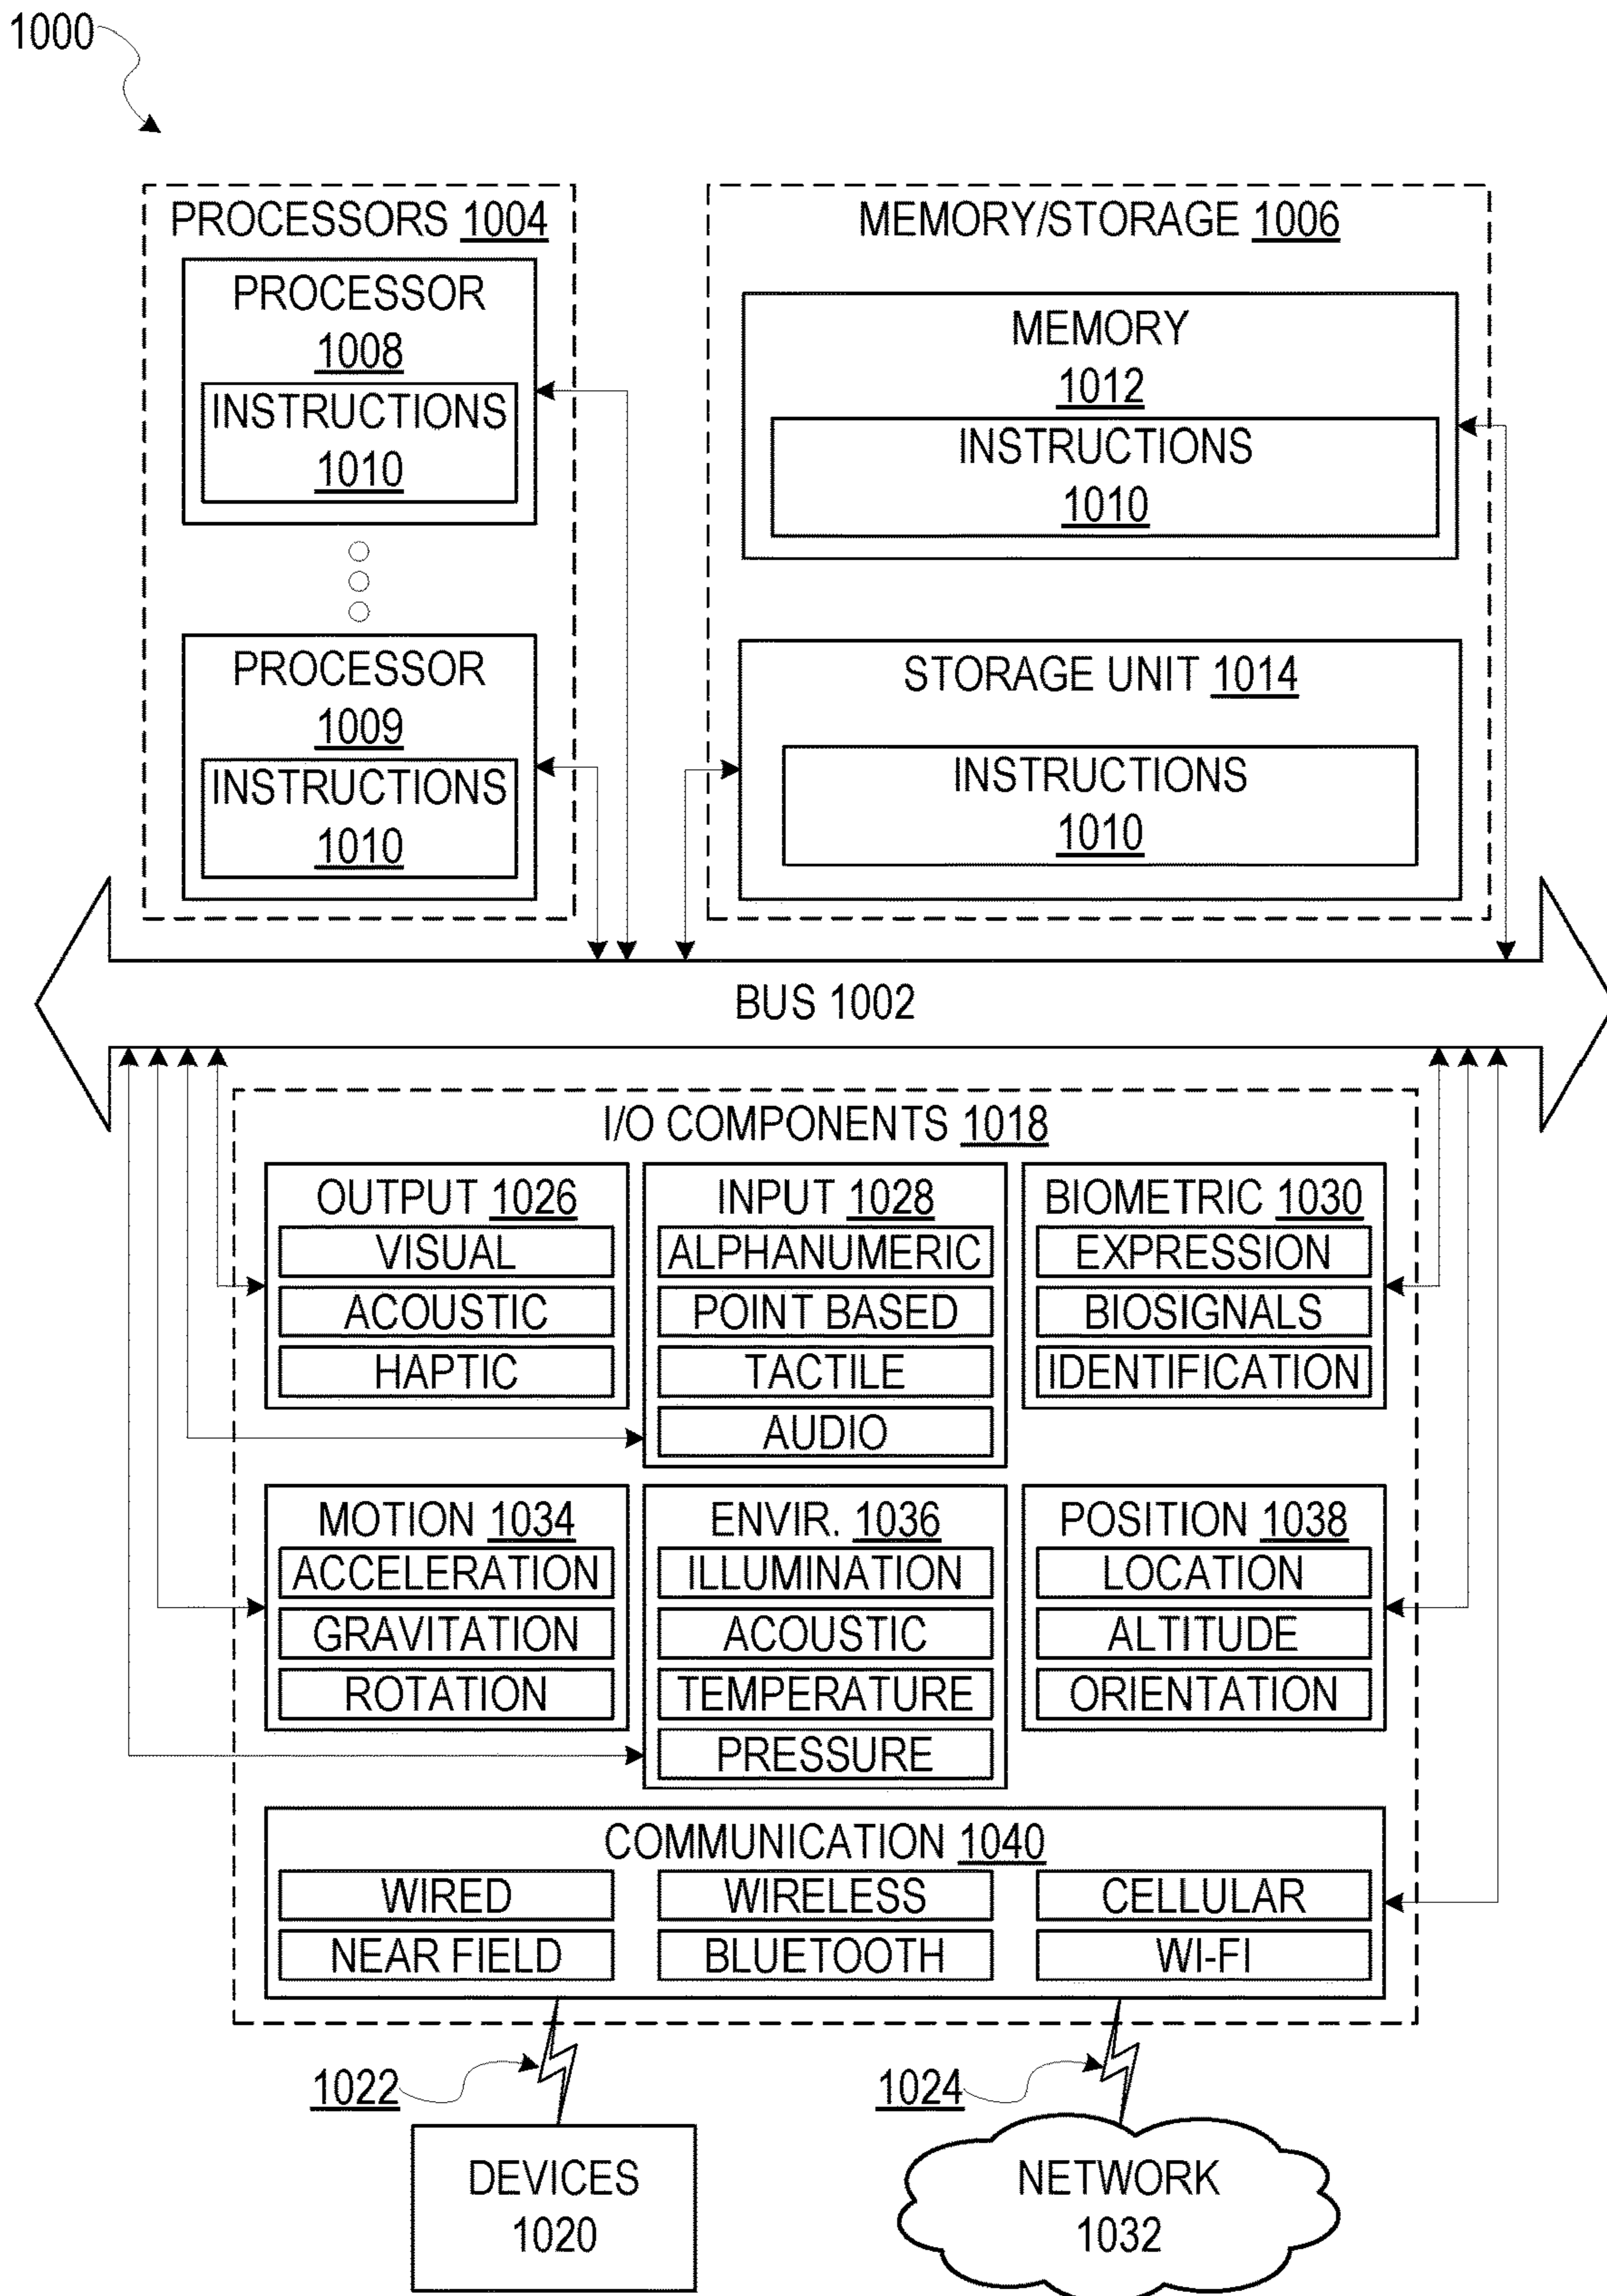 1000
PROCESSORS 1004
PROCESSOR
1008
INSTRUCTIONS
1010
PROCESSOR
1009
INSTRUCTIONS
1010
MEMORY/STORAGE 1006
MEMORY
1012
INSTRUCTIONS
1010
STORAGE UNIT 1014
INSTRUCTIONS
1010
BUS 1002
I/O COMPONENTS 1018
OUTPUT 1026
VISUAL
ACOUSTIC
HAPTIC
INPUT 1028
ALPHANUMERIC
POINT BASED
TACTILE
AUDIO
BIOMETRIC 1030
EXPRESSION
BIOSIGNALS
IDENTIFICATION
MOTION 1034
ACCELERATION
GRAVITATION
ROTATION
ENVIR. 1036
ILLUMINATION
ACOUSTIC
TEMPERATURE
PRESSURE
POSITION 1038
LOCATION
ALTITUDE
ORIENTATION
COMMUNICATION 1040
WIRED
WIRELESS
CELLULAR
NEAR FIELD
BLUETOOTH
WI-FI
1022
1024
DEVICES
1020
NETWORK
1032